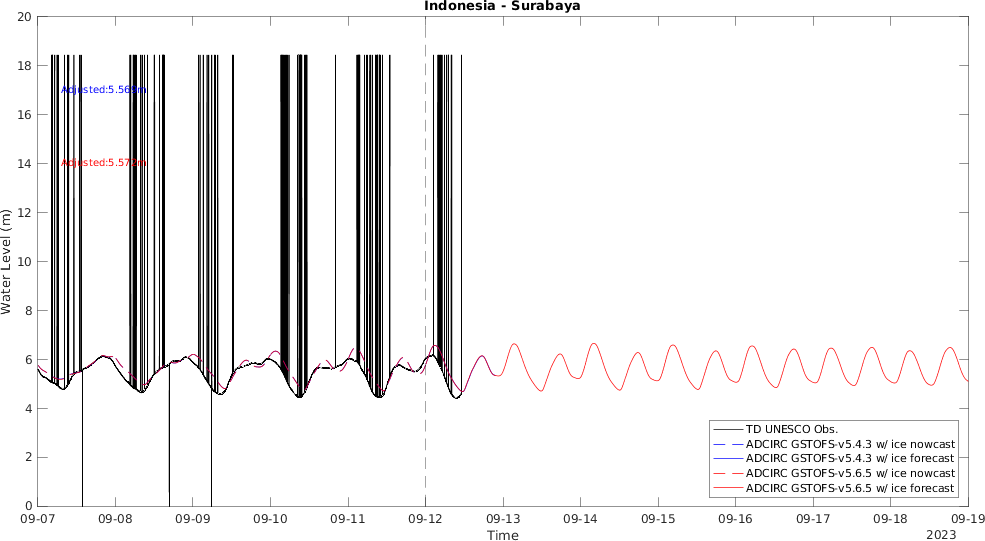 Indonesia - Surabaya
20
18
16
14
12
10
8
6
4
2
0
Water Level (m)
Adjusted:5.569m
TD UNESCO Obs.
ADCIRC GSTOFS-v5.4.3 w/ ice nowcast
ADCIRC GSTOFS-v5.4.3 w/ ice forecast
ADCIRC GSTOFS-v5.6.5 w/ ice nowcast
ADCIRC GSTOFS-v5.6.5 w/ ice forecast
09-07 09-08 09-09 09-10 09-11 09-12 09-13 09-14 09-15 09-16 09-17 09-18 09-19
Time
2023